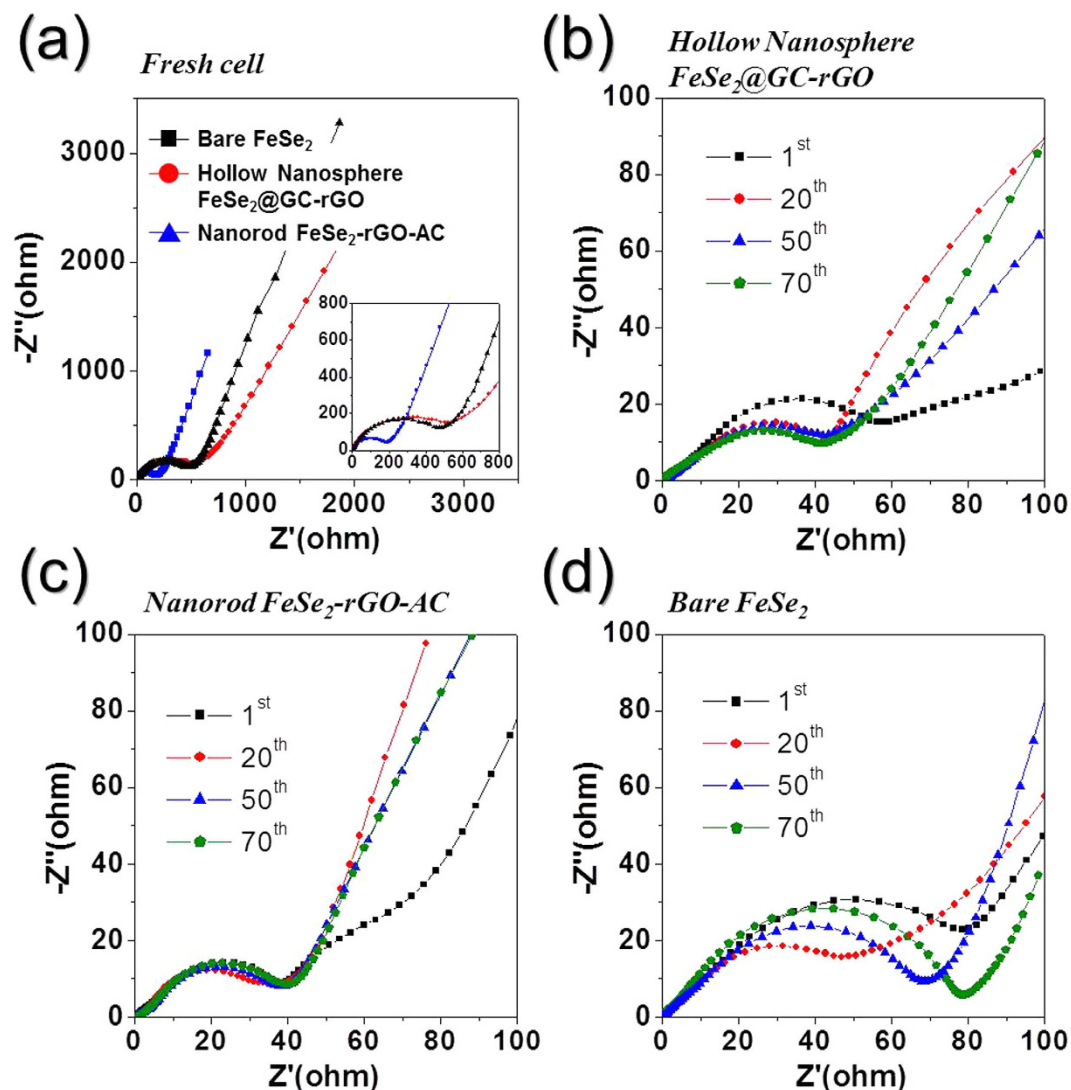 (a)
Fresh cell
3000
2000
1000
0
-Z''(ohm)
Bare FeSe₂
Hollow Nanosphere
FeSe₂@GC-rGO
Nanorod FeSe₂-rGO-AC
800
600
400
200
0
0 200 400 600 800
0 1000 2000 3000
Z'(ohm)
(b)
Hollow Nanosphere
FeSe₂@GC-rGO
100
80
60
40
20
0
-Z''(ohm)
1ˢᵗ
20ᵗʰ
50ᵗʰ
70ᵗʰ
0 20 40 60 80 100
Z'(ohm)
(c)
Nanorod FeSe₂-rGO-AC
100
80
60
40
20
0
-Z''(ohm)
1ˢᵗ
20ᵗʰ
50ᵗʰ
70ᵗʰ
0 20 40 60 80 100
Z'(ohm)
(d)
Bare FeSe₂
100
80
60
40
20
0
-Z''(ohm)
1ˢᵗ
20ᵗʰ
50ᵗʰ
70ᵗʰ
0 20 40 60 80 100
Z'(ohm)